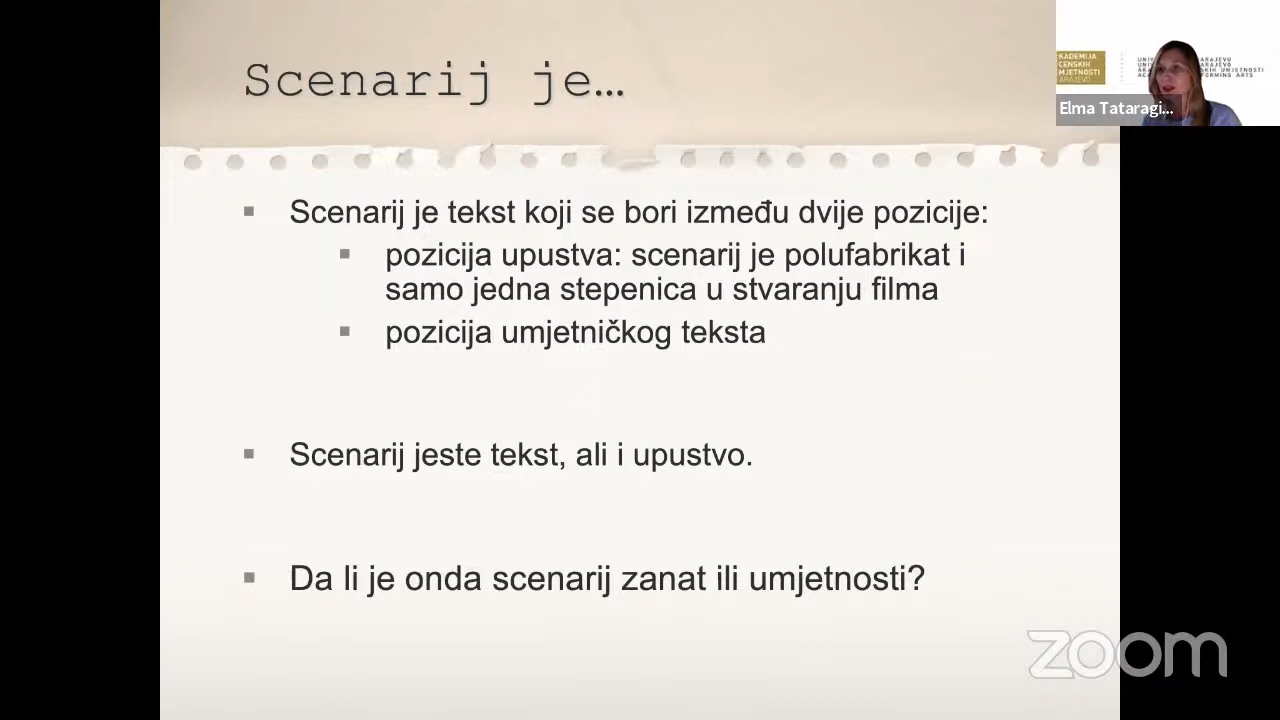 Scenarij je…
KADEMIJA
CENSKIH
MJETNOSTI
ARAJEVO
Elma Tataragi...
Scenarij je tekst koji se bori između dvije pozicije:
pozicija upustva: scenarij je polufabrikat i
samo jedna stepenica u stvaranju filma
pozicija umjetničkog teksta
Scenarij jeste tekst, ali i upustvo.
Da li je onda scenarij zanat ili umjetnosti?
zoom